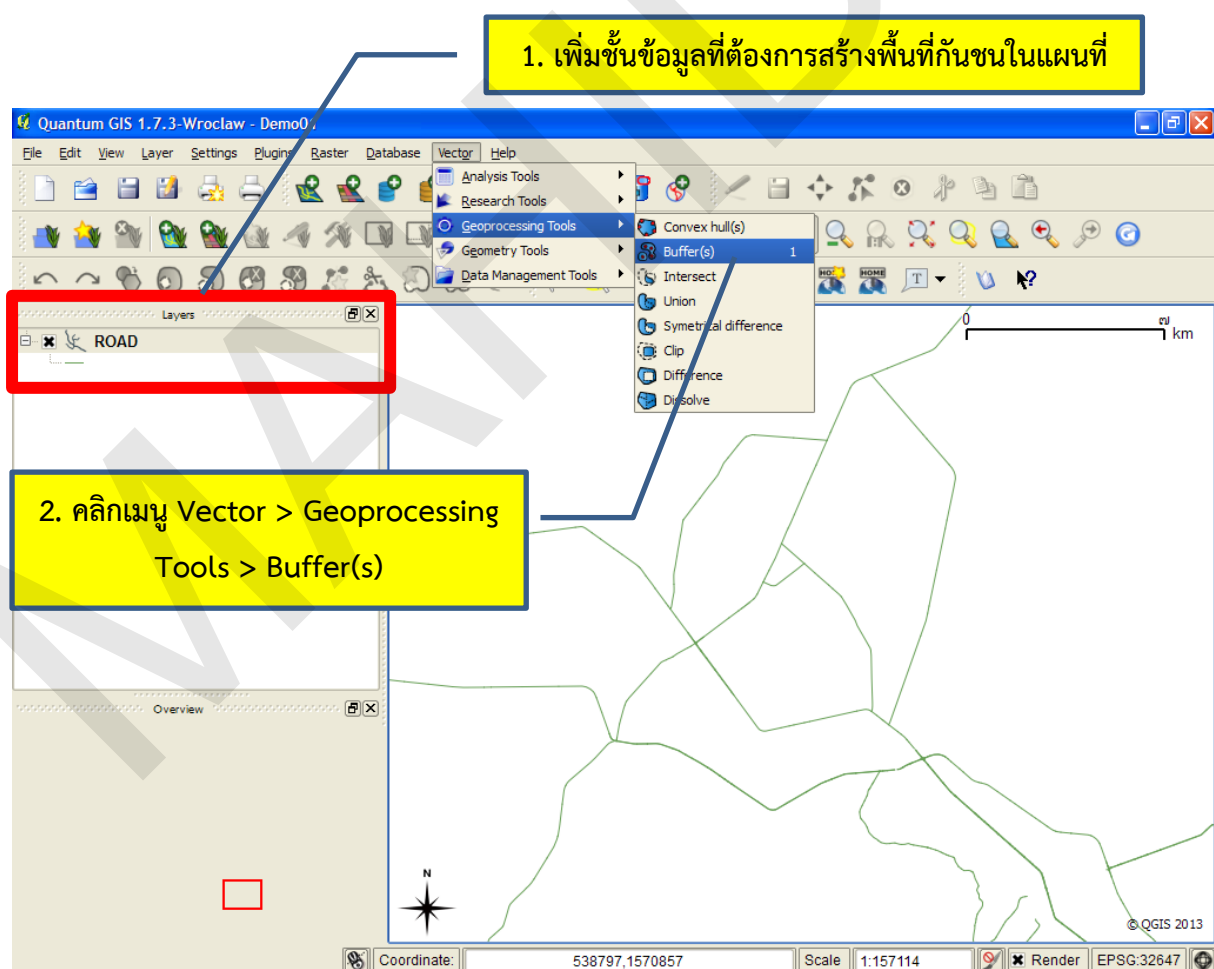 1. เพิ่มชั้นข้อมูลที่ต้องการสร้างพื้นที่กันชนในแผนที่
Quantum GIS 1.7.3-Wroclaw - Demo01
File Edit View Layer Settings Plugins Raster Database Vector Help
Analysis Tools
Research Tools
Geoprocessing Tools
Geometry Tools
Data Management Tools
Convex hull(s)
Buffer(s) 1
Intersect
Union
Symetrical difference
Clip
Difference
Dissolve
Layers
ROAD
0 ๗ km
2. คลิกเมนู Vector > Geoprocessing
Tools > Buffer(s)
Overview
N
© QGIS 2013
Coordinate: 538797,1570857 Scale 1:157114 Render EPSG:32647